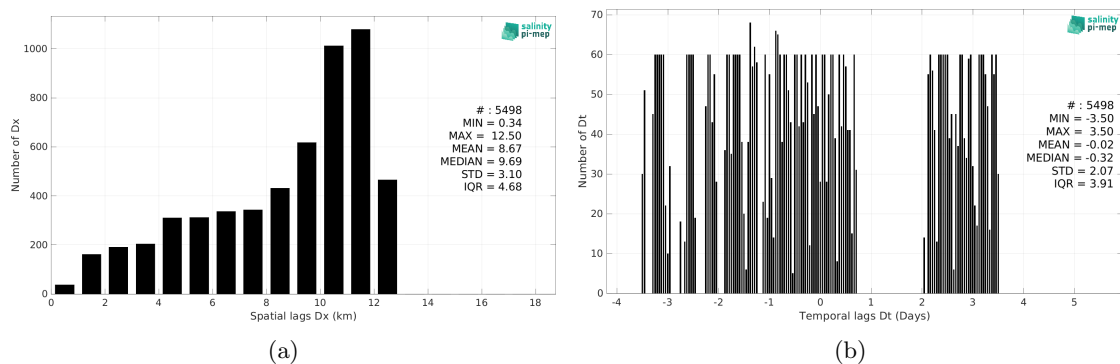 1000
800
600
400
200
0
Number of Dx
salinity
pi-mep
# : 5498
MIN = 0.34
MAX = 12.50
MEAN = 8.67
MEDIAN = 9.69
STD = 3.10
IQR = 4.68
0 2 4 6 8 10 12 14 16 18
Spatial lags Dx (km)
(a)
70
60
50
40
30
20
10
0
Number of Dt
salinity
pi-mep
# : 5498
MIN = -3.50
MAX = 3.50
MEAN = -0.02
MEDIAN = -0.32
STD = 2.07
IQR = 3.91
-4 -3 -2 -1 0 1 2 3 4 5
Temporal lags Dt (Days)
(b)